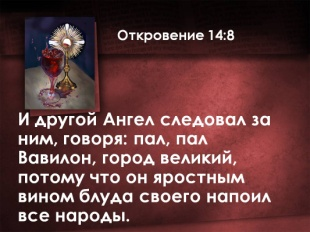 Откровение 14:8
И другой Ангел следовал за
ним, говоря: пал, пал
Вавилон, город великий,
потому что он яростным
вином блуда своего напоил
все народы.